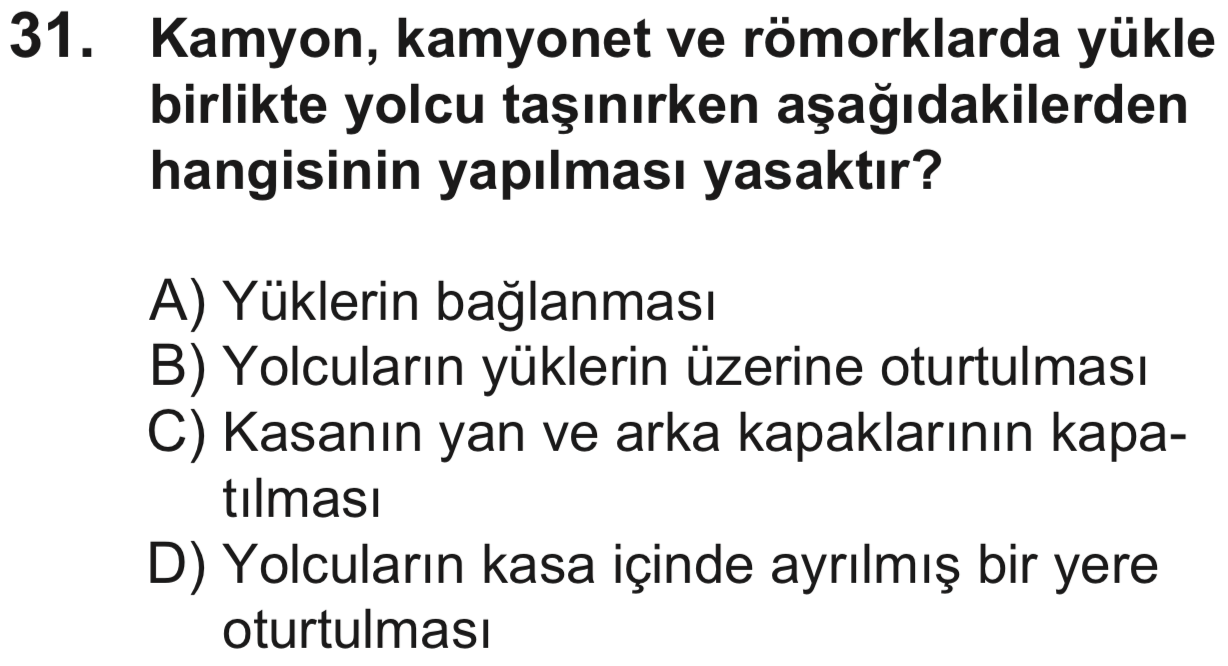 31. Kamyon, kamyonet ve römorklarda yükle
birlikte yolcu taşınırken aşağıdakilerden
hangisinin yapılması yasaktır?
A) Yüklerin bağlanması
B) Yolcuların yüklerin üzerine oturtulması
C) Kasanın yan ve arka kapaklarının kapa-
tılması
D) Yolcuların kasa içinde ayrılmış bir yere
oturtulması